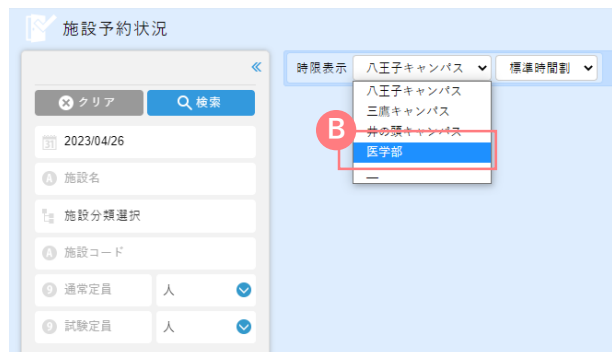 施設予約状況
«
クリア
検索
31 2023/04/26
A 施設名
施設分類選択
A 施設コード
9 通常定員 人
9 試験定員 人
時限表示 八王子キャンパス 標準時間割
八王子キャンパス
三鷹キャンパス
井の頭キャンパス
B
医学部
―